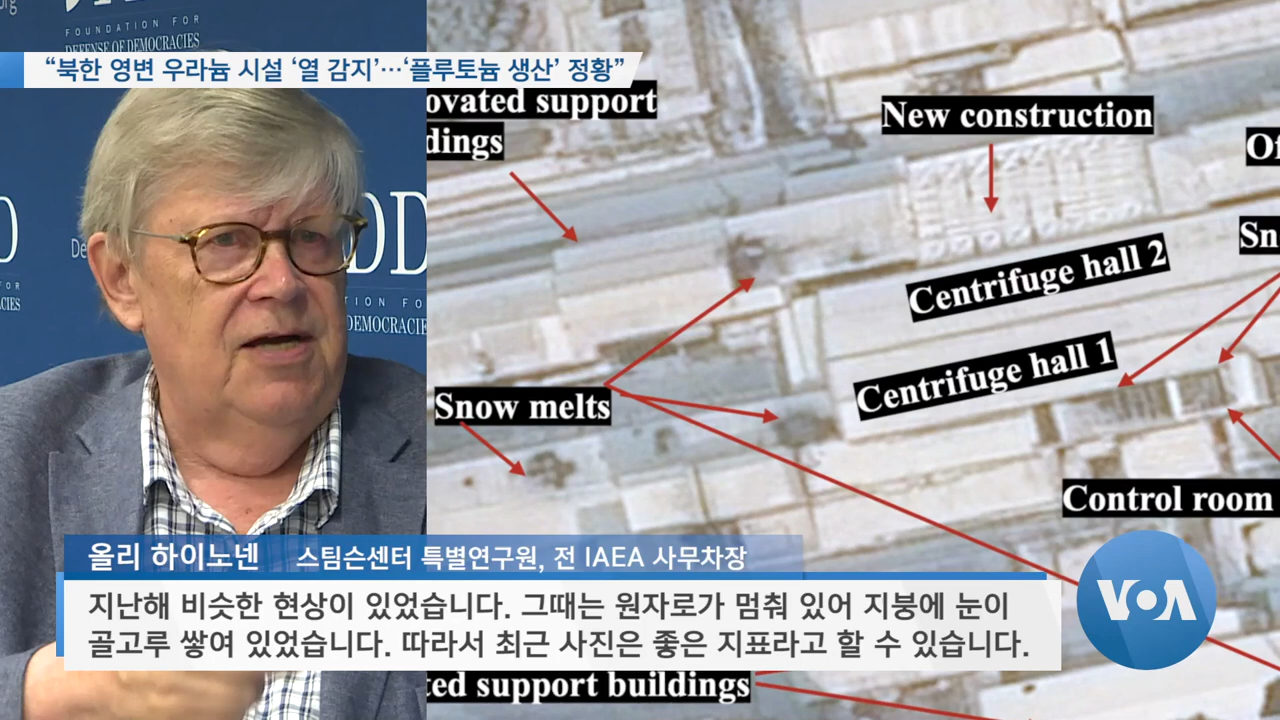 FOUNDATION FOR
DEFENSE OF DEMOCRACIES
“북한 영변 우라늄 시설 ‘열 감지’…‘플루토늄 생산’ 정황”
support
New construction
Centrifuge hall 2
Centrifuge hall 1
Snow melts
Control room
FOUNDATION FOR
DEMOCRACIES
올리 하이노넨 스팀슨센터 특별연구원, 전 IAEA 사무차장
지난해 비슷한 현상이 있었습니다. 그때는 원자로가 멈춰 있어 지붕에 눈이
골고루 쌓여 있었습니다. 따라서 최근 사진은 좋은 지표라고 할 수 있습니다.
VOA
support buildings